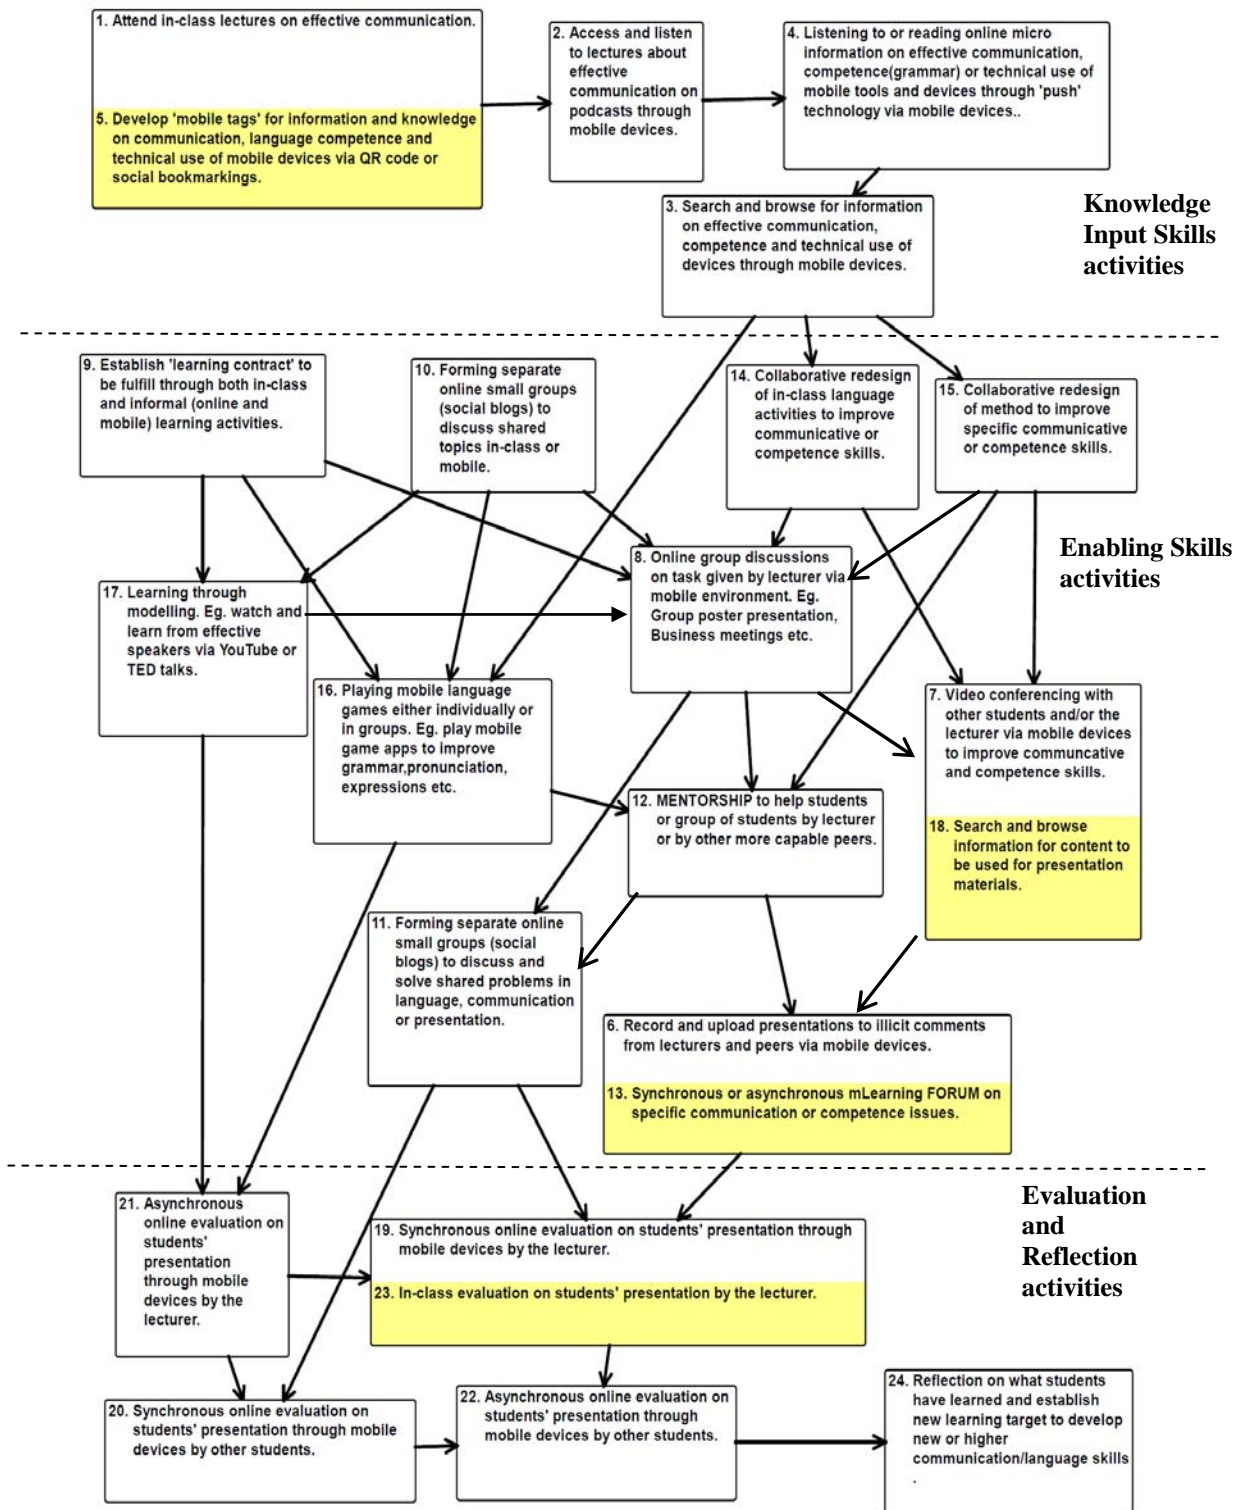 1. Attend in-class lectures on effective communication.
5. Develop 'mobile tags' for information and knowledge
on communication, language competence and
technical use of mobile devices via QR code or
social bookmarkings.
2. Access and listen
to lectures about
effective
communication on
podcasts through
mobile devices.
4. Listening to or reading online micro
information on effective communication,
competence(grammar) or technical use of
mobile tools and devices through 'push'
technology via mobile devices..
3. Search and browse for information
on effective communication,
competence and technical use of
devices through mobile devices.
Knowledge
Input Skills
activities
9. Establish 'learning contract' to
be fulfill through both in-class
and informal (online and
mobile) learning activities.
10. Forming separate
online small groups
(social blogs) to
discuss shared
topics in-class or
mobile.
14. Collaborative redesign
of in-class language
activities to improve
communicative or
competence skills.
15. Collaborative redesign
of method to improve
specific communicative
or competence skills.
Enabling Skills
activities
8. Online group discussions
on task given by lecturer via
mobile environment. Eg.
Group poster presentation,
Business meetings etc.
17. Learning through
modelling. Eg. watch and
learn from effective
speakers via YouTube or
TED talks.
16. Playing mobile language
games either individually or
in groups. Eg. play mobile
game apps to improve
grammar,pronunciation,
expressions etc.
7. Video conferencing with
other students and/or the
lecturer via mobile devices
to improve communcative
and competence skills.
18. Search and browse
information for content to
be used for presentation
materials.
12. MENTORSHIP to help students
or group of students by lecturer
or by other more capable peers.
11. Forming separate online
small groups (social
blogs) to discuss and
solve shared problems in
language, communication
or presentation.
6. Record and upload presentations to illicit comments
from lecturers and peers via mobile devices.
13. Synchronous or asynchronous mLearning FORUM on
specific communication or competence issues.
Evaluation
and
Reflection
activities
21. Asynchronous
online evaluation on
students'
presentation
through mobile
devices by the
lecturer.
19. Synchronous online evaluation on students' presentation through
mobile devices by the lecturer.
23. In-class evaluation on students' presentation by the lecturer.
20. Synchronous online evaluation on
students' presentation through mobile
devices by other students.
22. Asynchronous online evaluation on
students' presentation through
mobile devices by other students.
24. Reflection on what students
have learned and establish
new learning target to develop
new or higher
communication/language skills
.